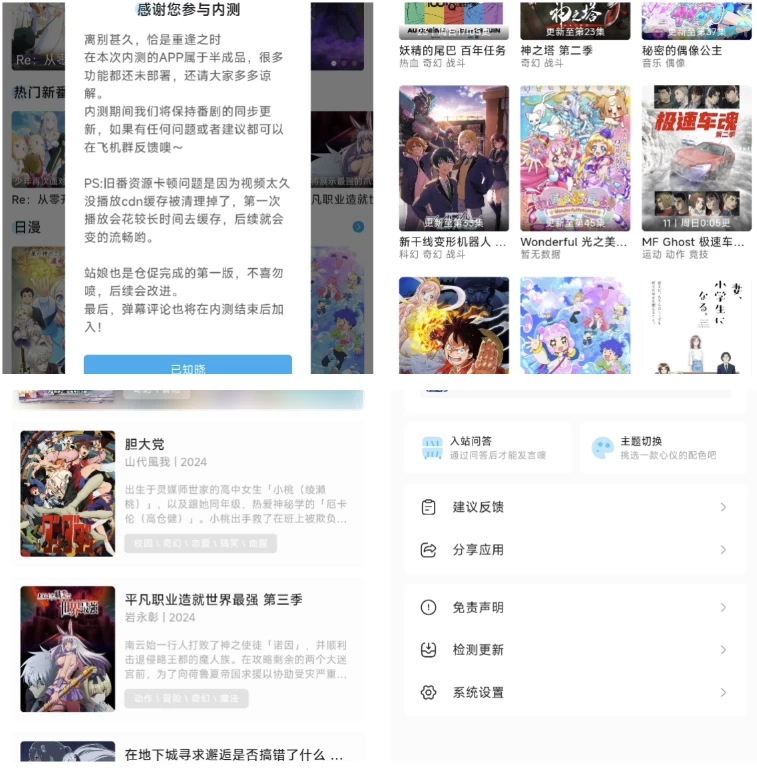 感谢您参与内测
离别甚久，恰是重逢之时
在本次内测的APP属于半成品，很多
功能都还未部署，还请大家多多谅
解。
内测期间我们将保持番剧的同步更
新，如果有任何问题或者建议都可以
在飞机群反馈噢～
PS:旧番资源卡顿问题是因为视频太久
没播放cdn缓存被清理掉了，第一次
播放会花较长时间去缓存，后续就会
变的流畅哟。
站娘也是仓促完成的第一版，不喜勿
喷，后续会改进。
最后，弹幕评论也将在内测结束后加
入！
已知晓
Re：从零
热门新番
Re：从零开
凡职业造就世
日漫
神之塔
更新至第23集
更新至第37集
妖精的尾巴 百年任务
神之塔 第二季
秘密的偶像公主
热血 奇幻 战斗
奇幻 战斗
音乐 偶像
极速车魂
第二季
更新至第33集
更新至第45集
11 | 周日0:05更
新干线变形机器人 ...
Wonderful 光之美...
MF Ghost 极速车...
科幻 奇幻 战斗
暂无数据
运动 动作 竞技
妻、
小学生に
なる。
胆大党
山代風我 | 2024
出生于灵媒师世家的高中女生「小桃（绫濑
桃）」，以及跟她同年级，热爱神秘学的「厄卡
伦（高仓健）」。小桃出手救了在班上被欺负...
校园 \ 奇幻 \ 恋爱 \ 搞笑 \ 血腥
平凡职业造就世界最强 第三季
岩永彰 | 2024
南云始一行人打败了神之使徒「诺因」，并顺利
击退侵略王都的魔人族。在攻略剩余的两个大迷
宫前，为了向荷鲁夏帝国求援以协助受灾严重...
动作 \ 冒险 \ 奇幻 \ 魔法
在地下城寻求邂逅是否搞错了什么 ...
入站问答
通过问答后才能发言噢
主题切换
挑选一款心仪的配色吧
建议反馈
分享应用
免责声明
检测更新
系统设置